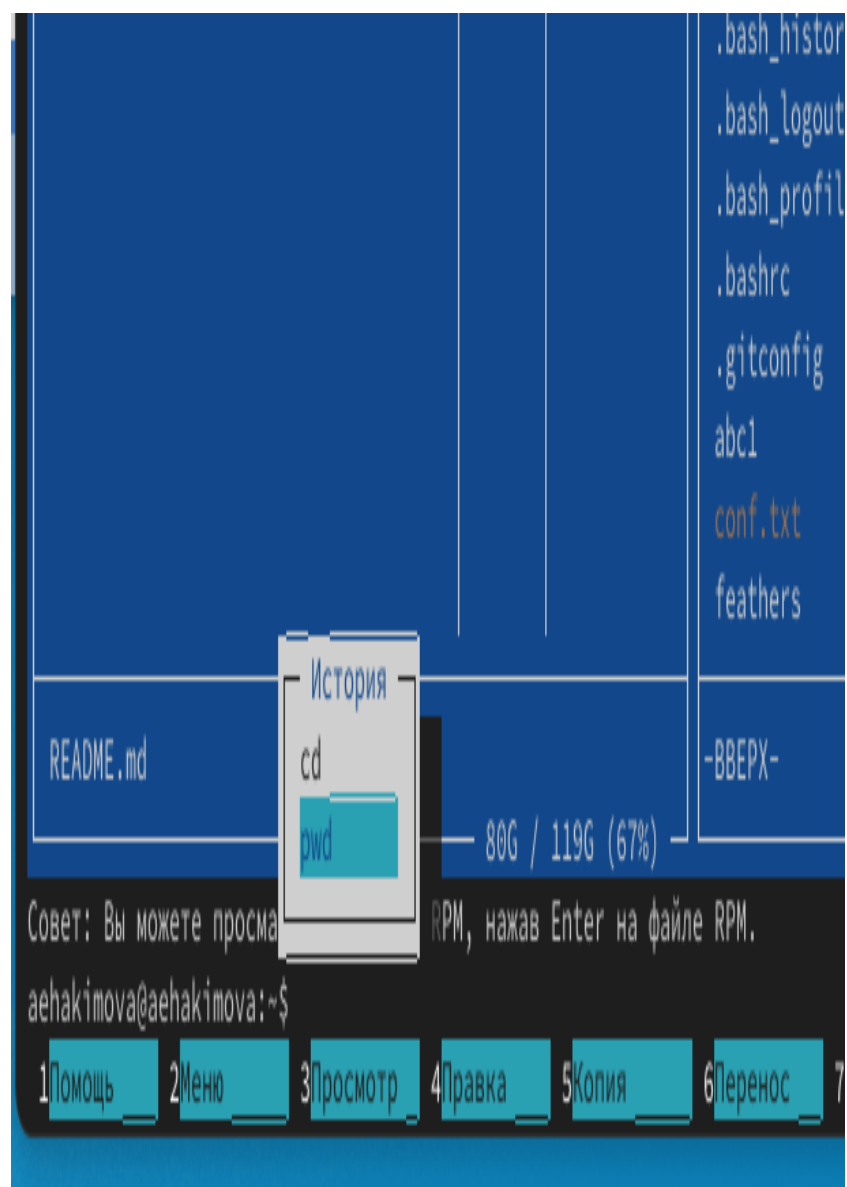 .bash_histor
.bash_logout
.bash_profil
.bashrc
.gitconfig
abc1
conf.txt
feathers
История
README.md
cd
-ВВЕРХ-
pwd
80G / 119G (67%)
Совет: Вы можете просма RPM, нажав Enter на файле RPM.
aehakimova@aehakimova:~$
1Помощь 2Меню 3Просмотр 4Правка 5Копия 6Перенос 7